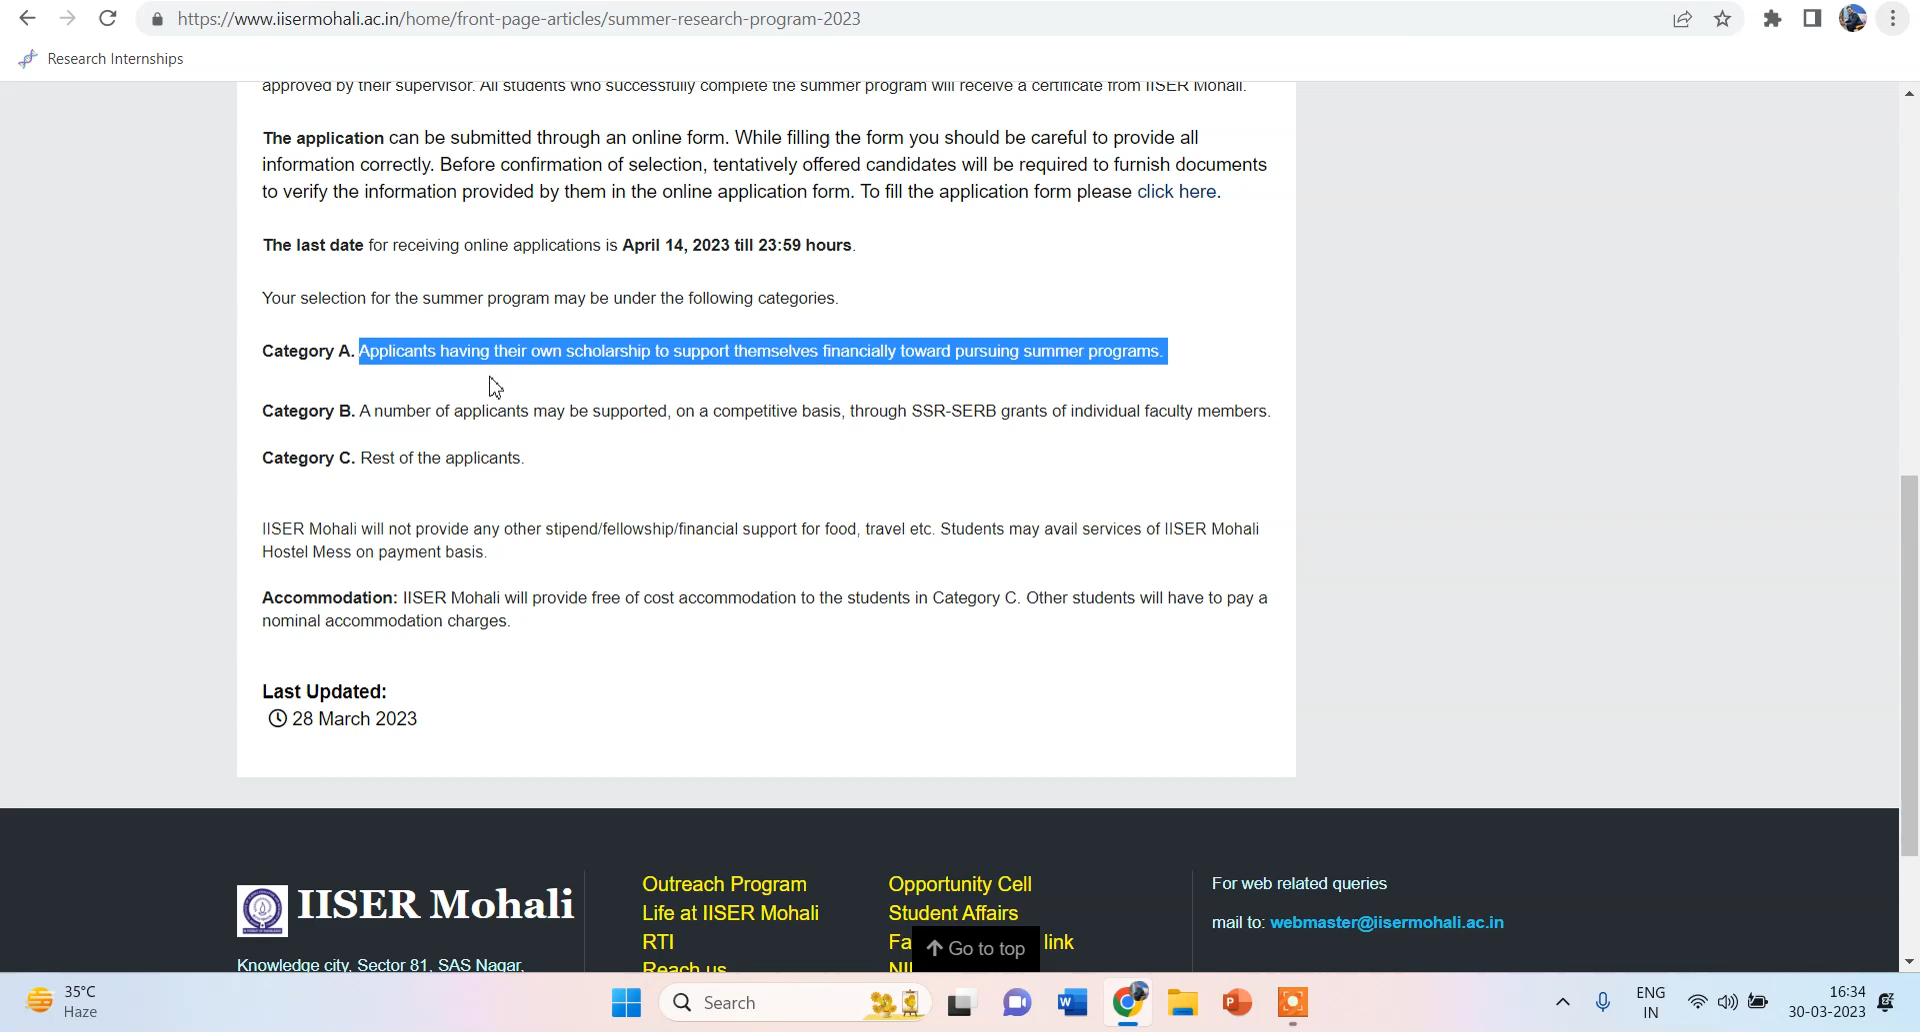 https://www.iisermohali.ac.in/home/front-page-articles/summer-research-program-2023
Research Internships
approved by their supervisor. All students who successfully complete the summer program will receive a certificate from IISER Mohali.
The application can be submitted through an online form. While filling the form you should be careful to provide all
information correctly. Before confirmation of selection, tentatively offered candidates will be required to furnish documents
to verify the information provided by them in the online application form. To fill the application form please click here.
The last date for receiving online applications is April 14, 2023 till 23:59 hours.
Your selection for the summer program may be under the following categories.
Category A. Applicants having their own scholarship to support themselves financially toward pursuing summer programs.
Category B. A number of applicants may be supported, on a competitive basis, through SSR-SERB grants of individual faculty members.
Category C. Rest of the applicants.
IISER Mohali will not provide any other stipend/fellowship/financial support for food, travel etc. Students may avail services of IISER Mohali
Hostel Mess on payment basis.
Accommodation: IISER Mohali will provide free of cost accommodation to the students in Category C. Other students will have to pay a
nominal accommodation charges.
Last Updated:
28 March 2023
IISER Mohali
Knowledge city, Sector 81, SAS Nagar,
Outreach Program
Life at IISER Mohali
RTI
Reach us
Opportunity Cell
Student Affairs
Fa link
NI
Go to top
For web related queries
mail to: webmaster@iisermohali.ac.in
35°C
Haze
Search
ENG
IN
16:34
30-03-2023